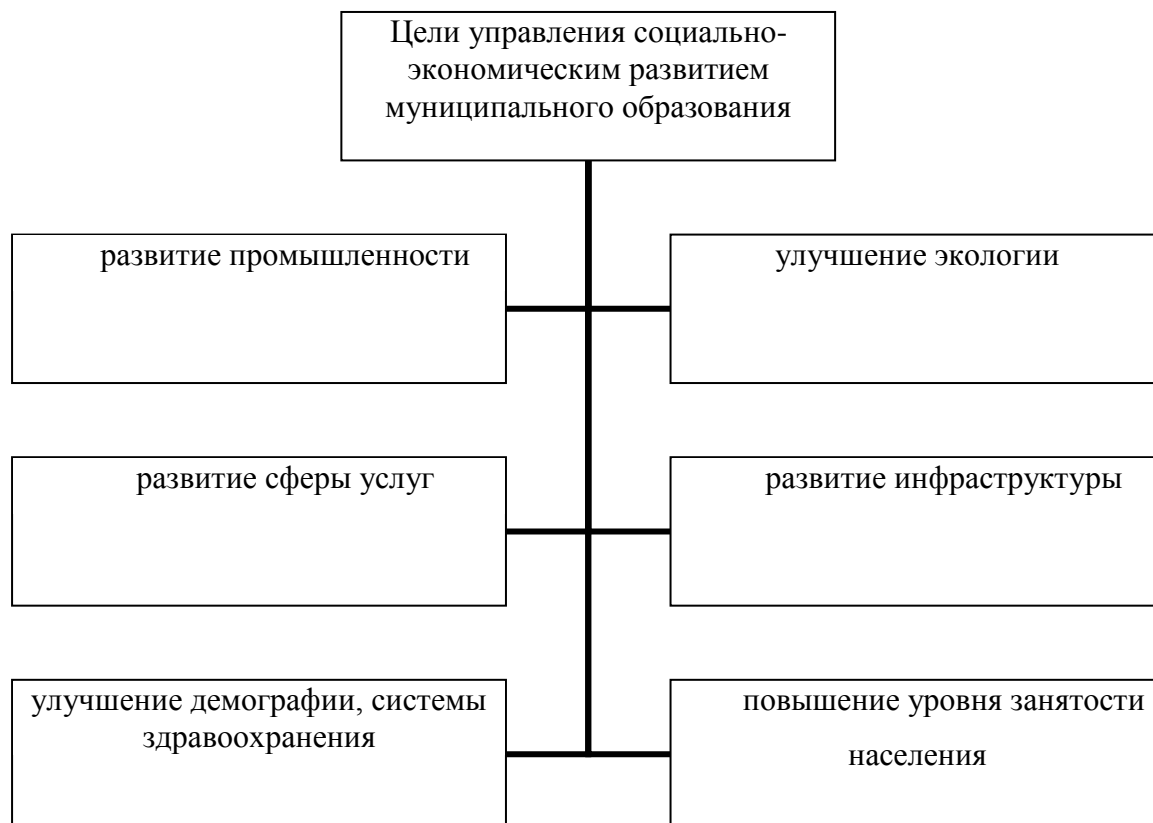 Цели управления социально-
экономическим развитием
муниципального образования
развитие промышленности
улучшение экологии
развитие сферы услуг
развитие инфраструктуры
улучшение демографии, системы
здравоохранения
повышение уровня занятости
населения